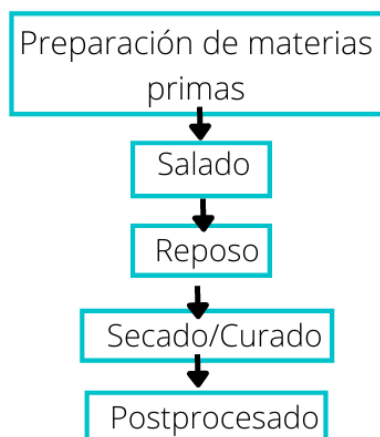 Preparación de materias
primas
Salado
Reposo
Secado/Curado
Postprocesado